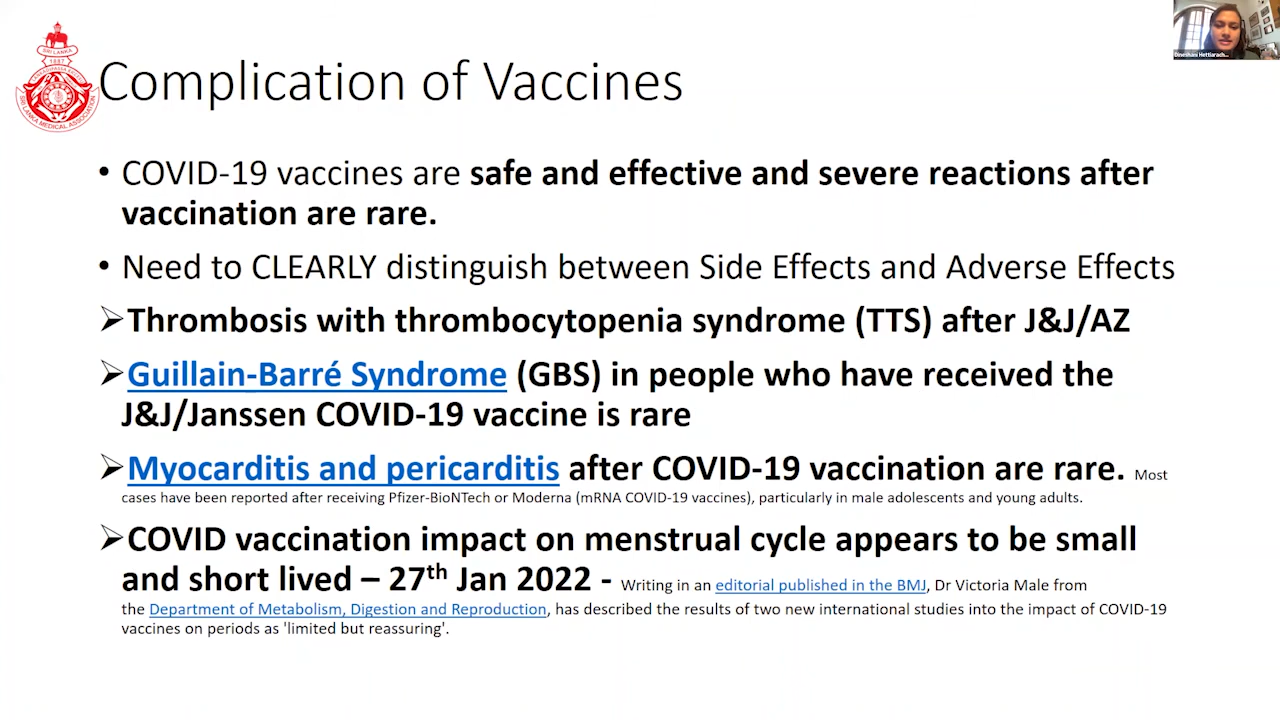 SRI LANKA
1887
SRI LANKA MEDICAL ASSOCIATION
Complication of Vaccines
• COVID-19 vaccines are safe and effective and severe reactions after
vaccination are rare.
• Need to CLEARLY distinguish between Side Effects and Adverse Effects
➢Thrombosis with thrombocytopenia syndrome (TTS) after J&J/AZ
➢Guillain-Barré Syndrome (GBS) in people who have received the
J&J/Janssen COVID-19 vaccine is rare
➢Myocarditis and pericarditis after COVID-19 vaccination are rare. Most
cases have been reported after receiving Pfizer-BioNTech or Moderna (mRNA COVID-19 vaccines), particularly in male adolescents and young adults.
➢COVID vaccination impact on menstrual cycle appears to be small
and short lived – 27th Jan 2022 - Writing in an editorial published in the BMJ, Dr Victoria Male from
the Department of Metabolism, Digestion and Reproduction, has described the results of two new international studies into the impact of COVID-19
vaccines on periods as 'limited but reassuring'.